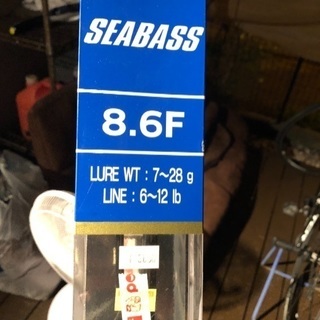 SEABASS
8.6F
LURE WT : 7~28 g
LINE : 6~12 lb